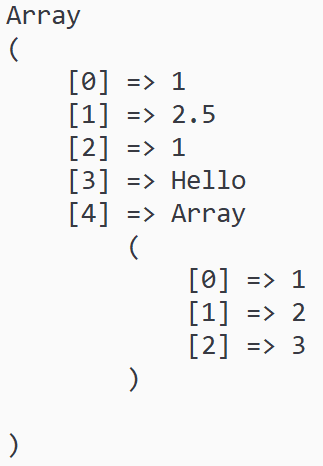 Array
(
    [0] => 1
    [1] => 2.5
    [2] => 1
    [3] => Hello
    [4] => Array
        (
            [0] => 1
            [1] => 2
            [2] => 3
        )

)